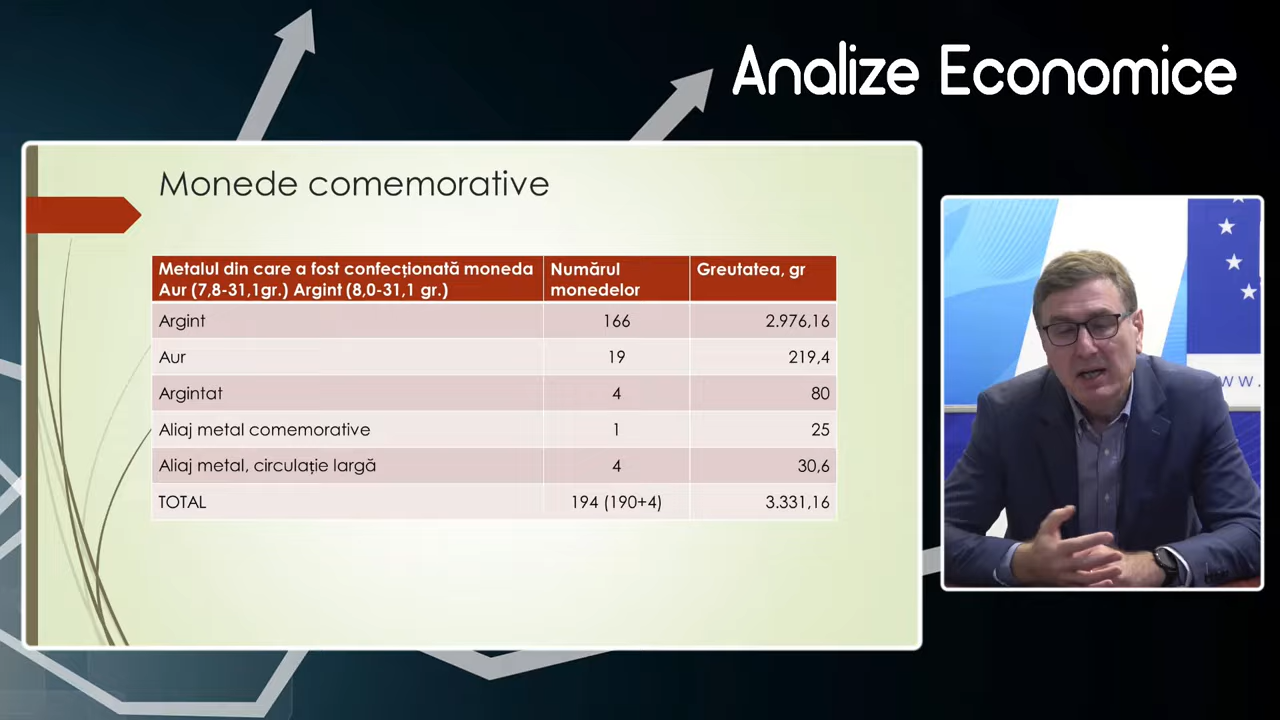 Analize Economice
Monede comemorative
Metalul din care a fost confecționată moneda
Aur (7,8-31,1gr.) Argint (8,0-31,1 gr.)
Numărul
monedelor
Greutatea, gr
Argint 166 2.976,16
Aur 19 219,4
Argintat 4 80
Aliaj metal comemorative 1 25
Aliaj metal, circulație largă 4 30,6
TOTAL 194 (190+4) 3.331,16